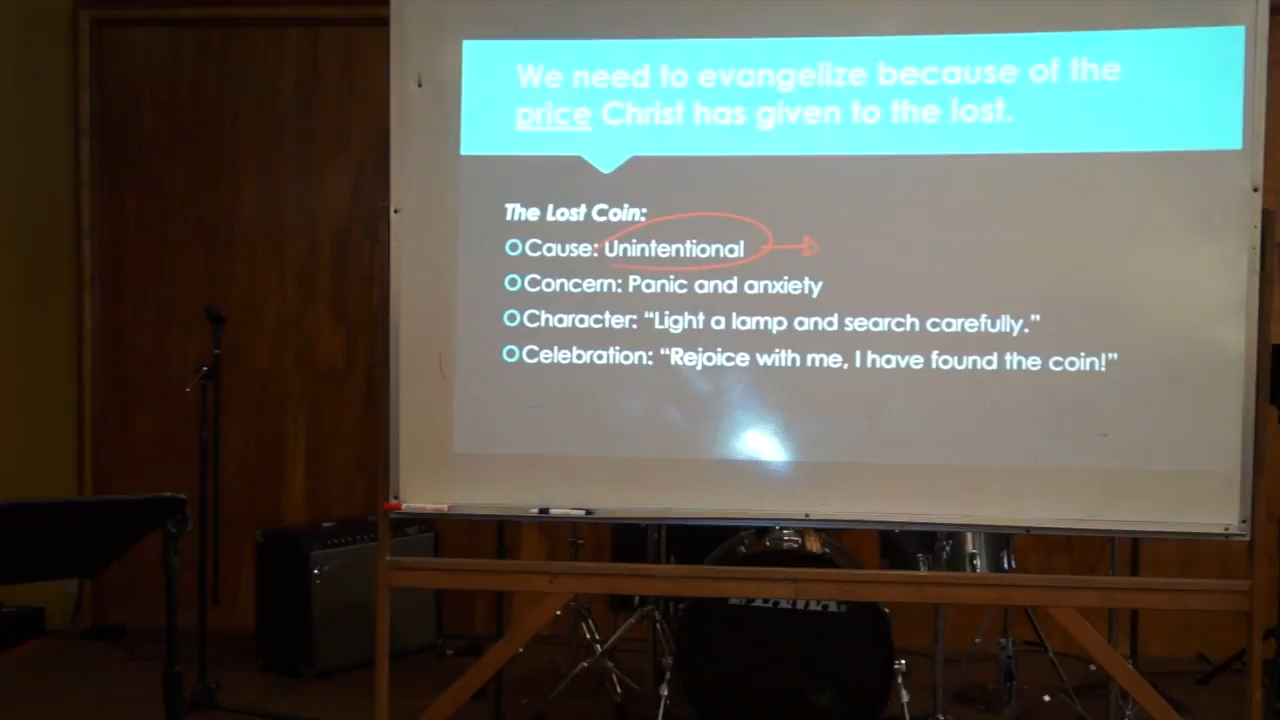 We need to evangelize because of the
price Christ has given to the lost.
The Lost Coin:
Cause: Unintentional
Concern: Panic and anxiety
Character: “Light a lamp and search carefully.”
Celebration: “Rejoice with me, I have found the coin!”